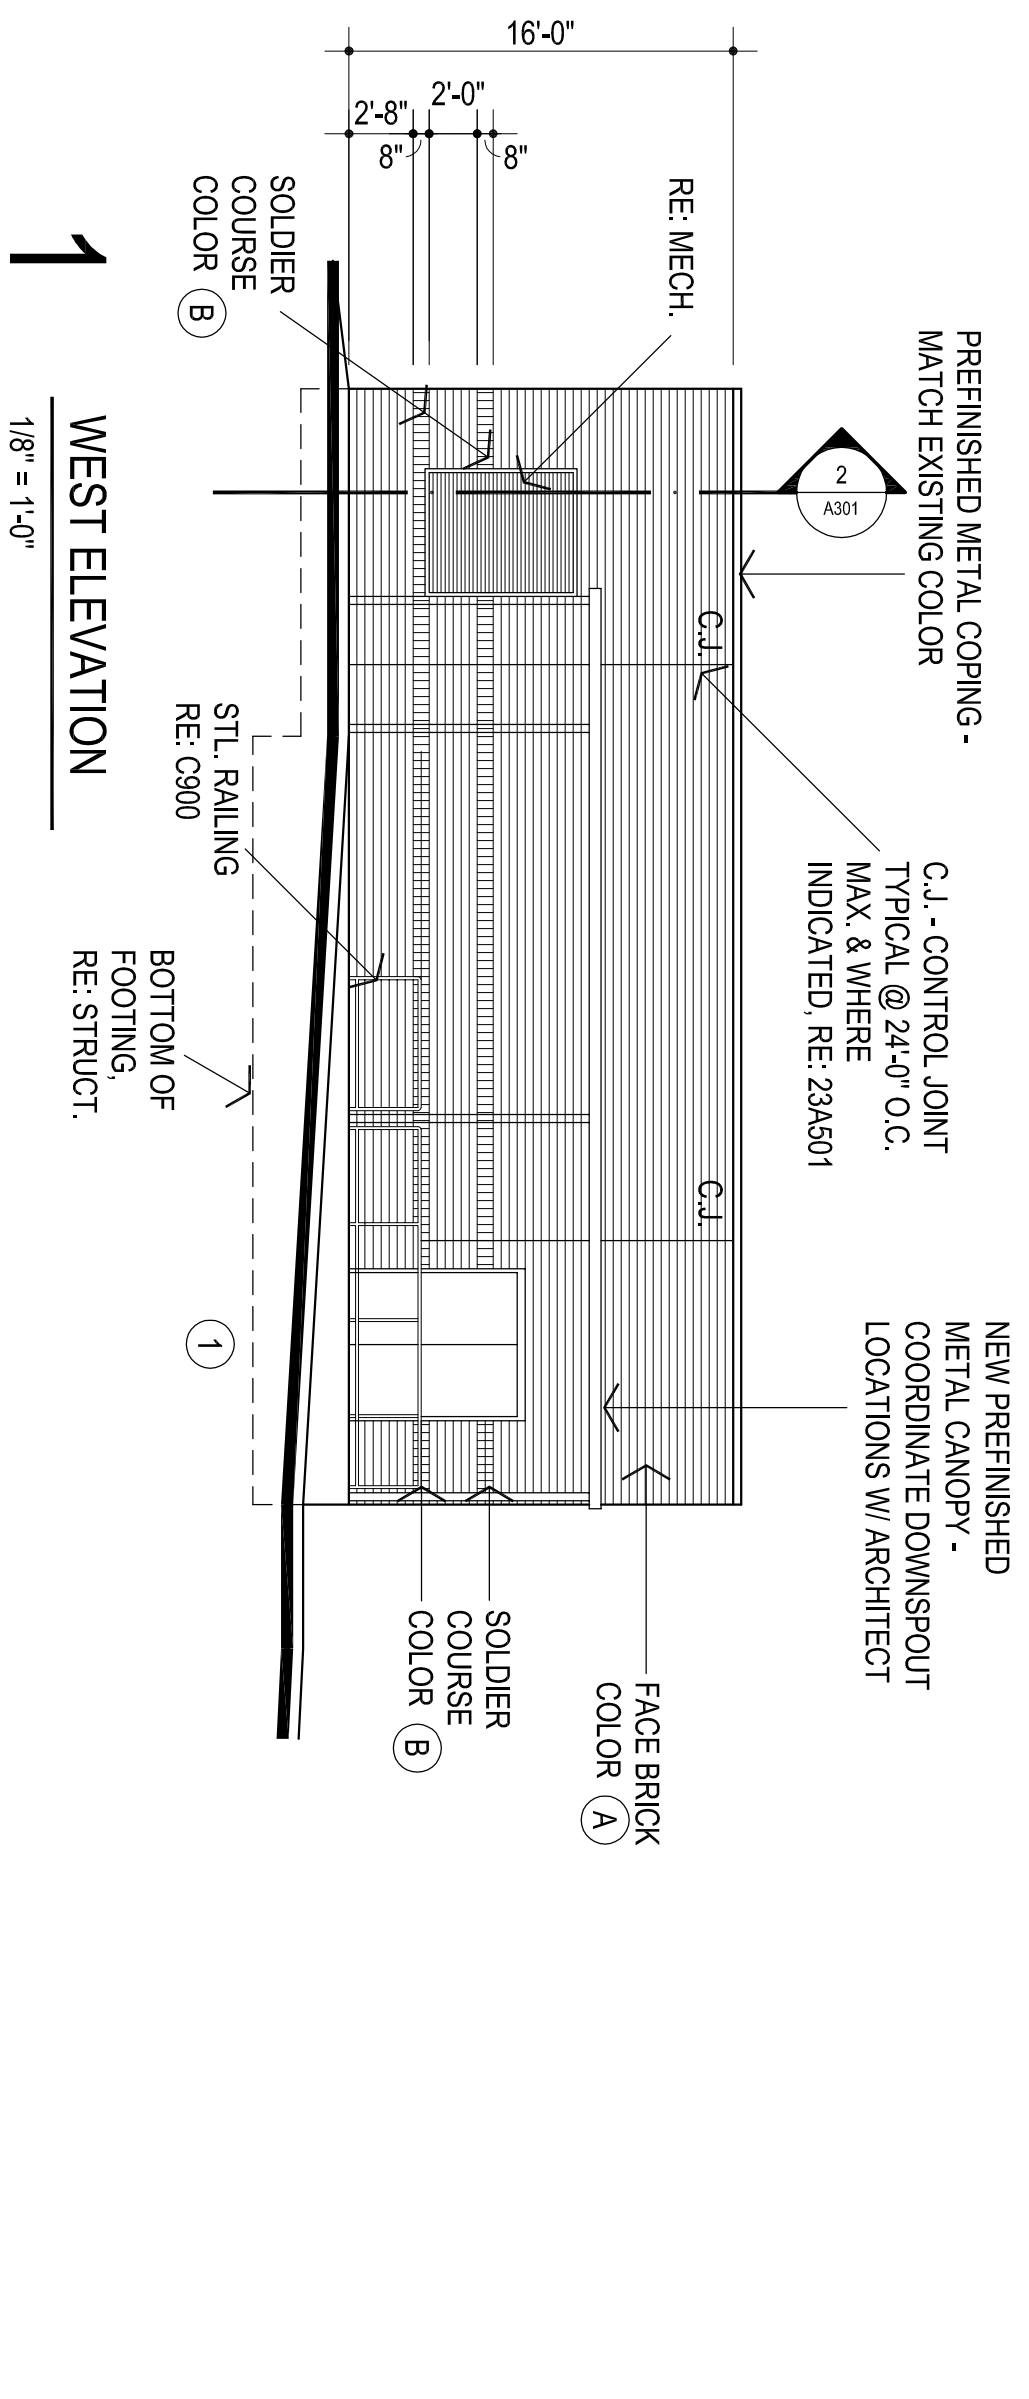 PREFINISHED METAL COPING -
MATCH EXISTING COLOR
C.J. - CONTROL JOINT
TYPICAL @ 24'-0" O.C.
MAX. & WHERE
INDICATED, RE: 23A501
NEW PREFINISHED
METAL CANOPY -
COORDINATE DOWNSPOUT
LOCATIONS W/ ARCHITECT
2
A301
RE: MECH.
C.J.
C.J.
16'-0"
2'-8"
8"
2'-0"
8"
FACE BRICK
COLOR A
SOLDIER
COURSE
COLOR B
SOLDIER
COURSE
COLOR B
STL. RAILING
RE: C900
BOTTOM OF
FOOTING,
RE: STRUCT.
1
1
WEST ELEVATION
1/8" = 1'-0"